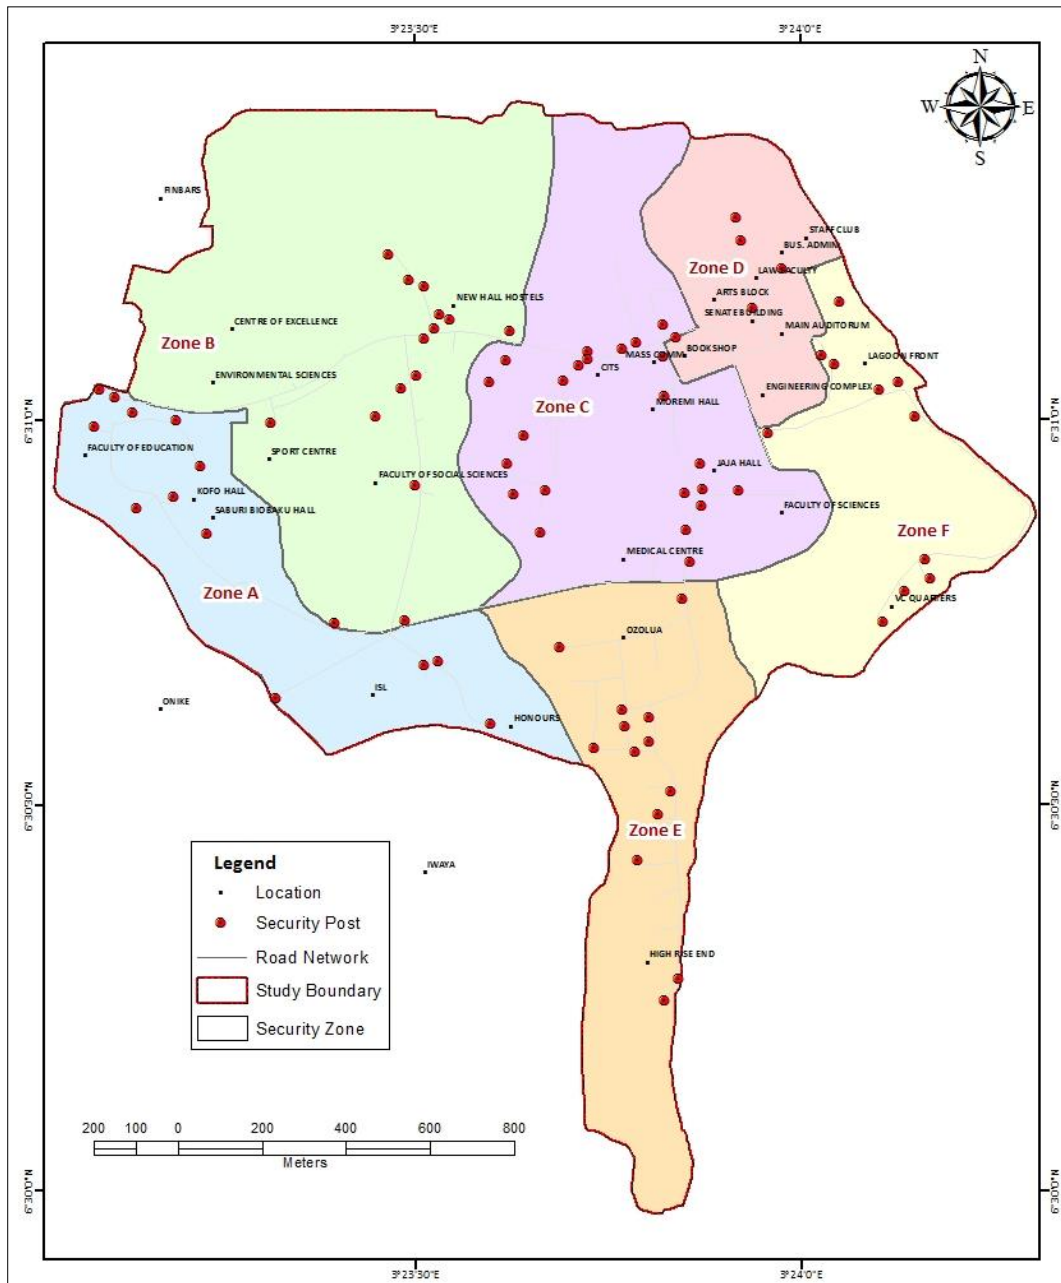 3°23'30"E
3°24'0"E
N
W
E
S
FINBARS
STAFF CLUB
BUS. ADMIN
Zone D
LAW FACULTY
ARTS BLOCK
NEW HALL HOSTELS
SENATE BUILDING
CENTRE OF EXCELLENCE
MAIN AUDITORUM
Zone B
BOOKSHOP
MASS COMM
LAGOON FRONT
CITS
ENVIRONMENTAL SCIENCES
ENGINEERING COMPLEX
Zone C
MOREMI HALL
6°31'0"N
6°31'0"N
FACULTY OF EDUCATION
SPORT CENTRE
JAJA HALL
FACULTY OF SOCIAL SCIENCES
KOFO HALL
FACULTY OF SCIENCES
SABURI BIOBAKU HALL
Zone F
MEDICAL CENTRE
Zone A
VC QUARTERS
OZOLUA
ISL
ONIKE
HONOURS
6°30'30"N
6°30'30"N
Zone E
IWAYA
Legend
Location
Security Post
Road Network
Study Boundary
Security Zone
HIGH RISE END
200 100 0 200 400 600 800
Meters
6°30'0"N
6°30'0"N
3°23'30"E
3°24'0"E